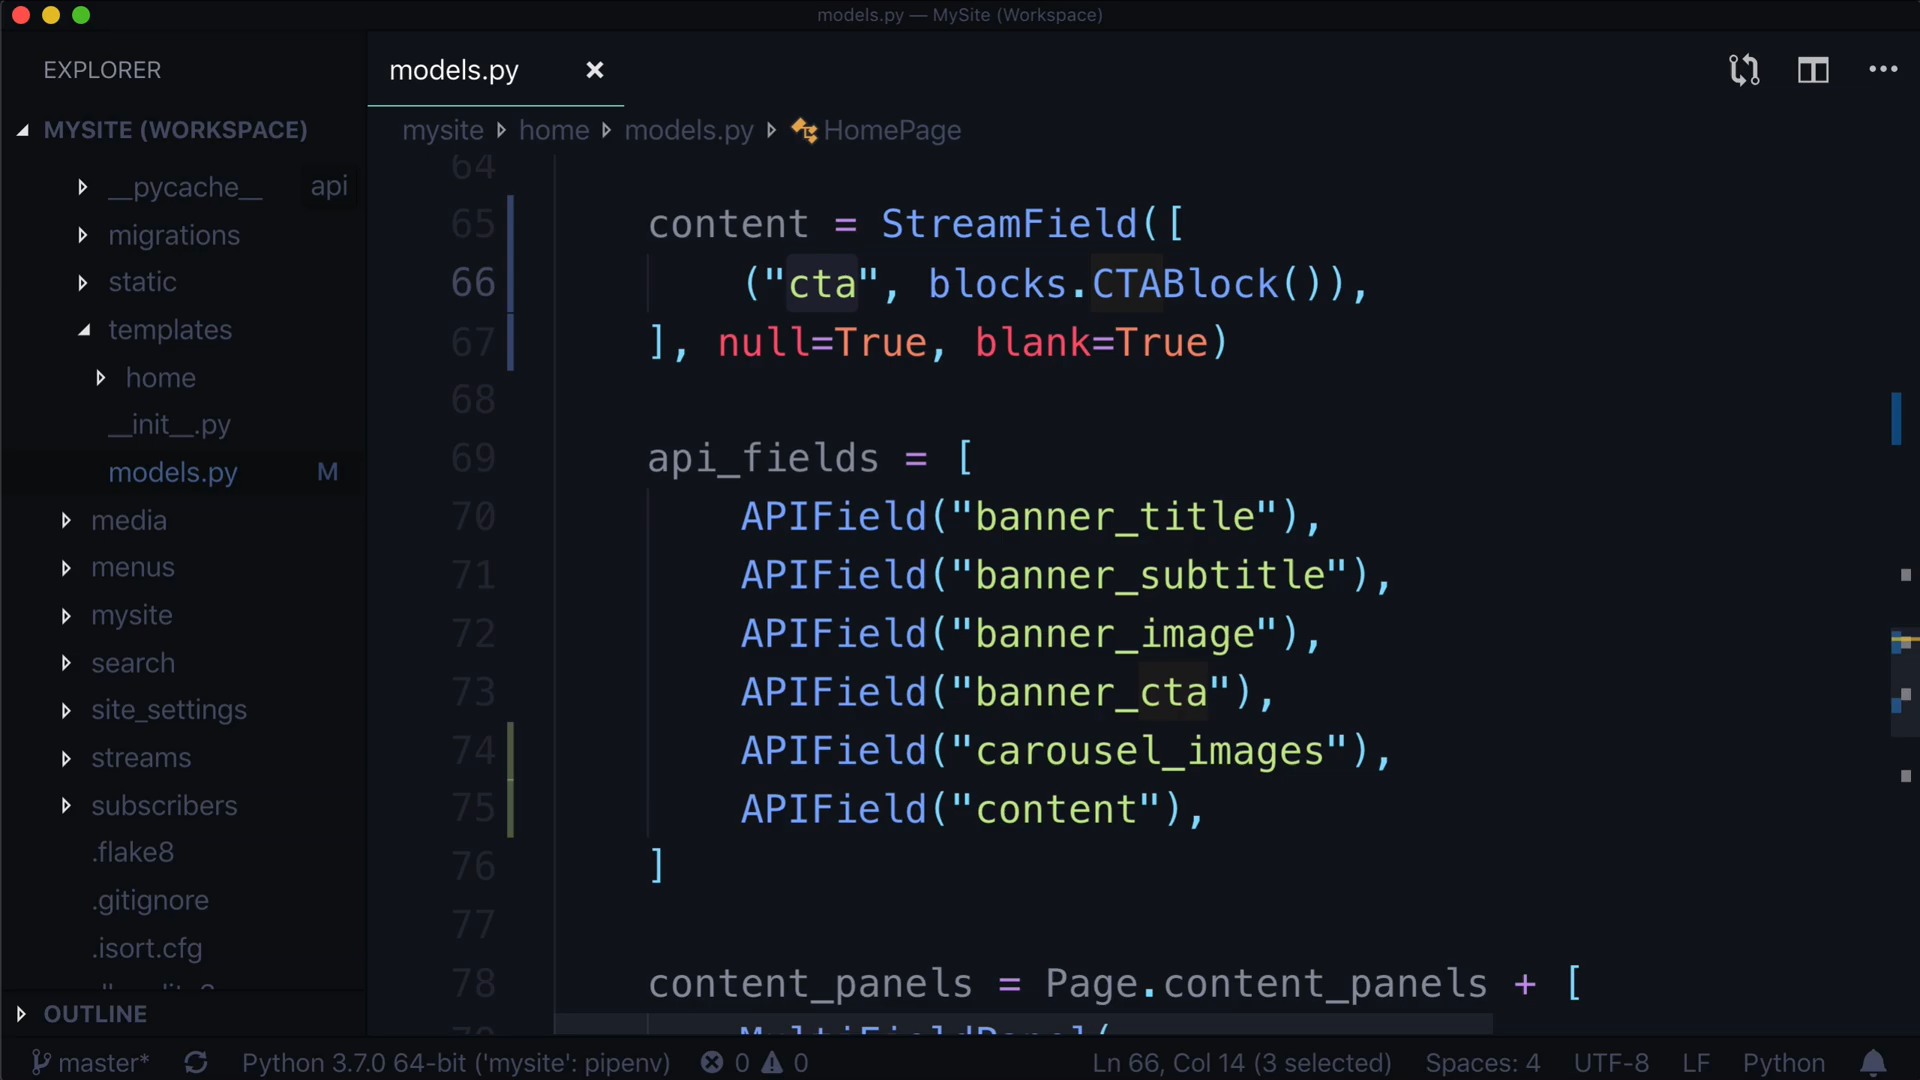 models.py — MySite (Workspace)
EXPLORER
models.py
MYSITE (WORKSPACE)
mysite home models.py HomePage
__pycache__
api
migrations
static
templates
home
__init__.py
models.py M
media
menus
mysite
search
site_settings
streams
subscribers
.flake8
.gitignore
.isort.cfg
OUTLINE
64
65 content = StreamField([
66 ("cta", blocks.CTABlock()),
67 ], null=True, blank=True)
68
69 api_fields = [
70 APIField("banner_title"),
71 APIField("banner_subtitle"),
72 APIField("banner_image"),
73 APIField("banner_cta"),
74 APIField("carousel_images"),
75 APIField("content"),
76 ]
77
78 content_panels = Page.content_panels + [
79 MultiFieldPanel(
master* Python 3.7.0 64-bit ('mysite': pipenv) 0 0 Ln 66, Col 14 (3 selected) Spaces: 4 UTF-8 LF Python